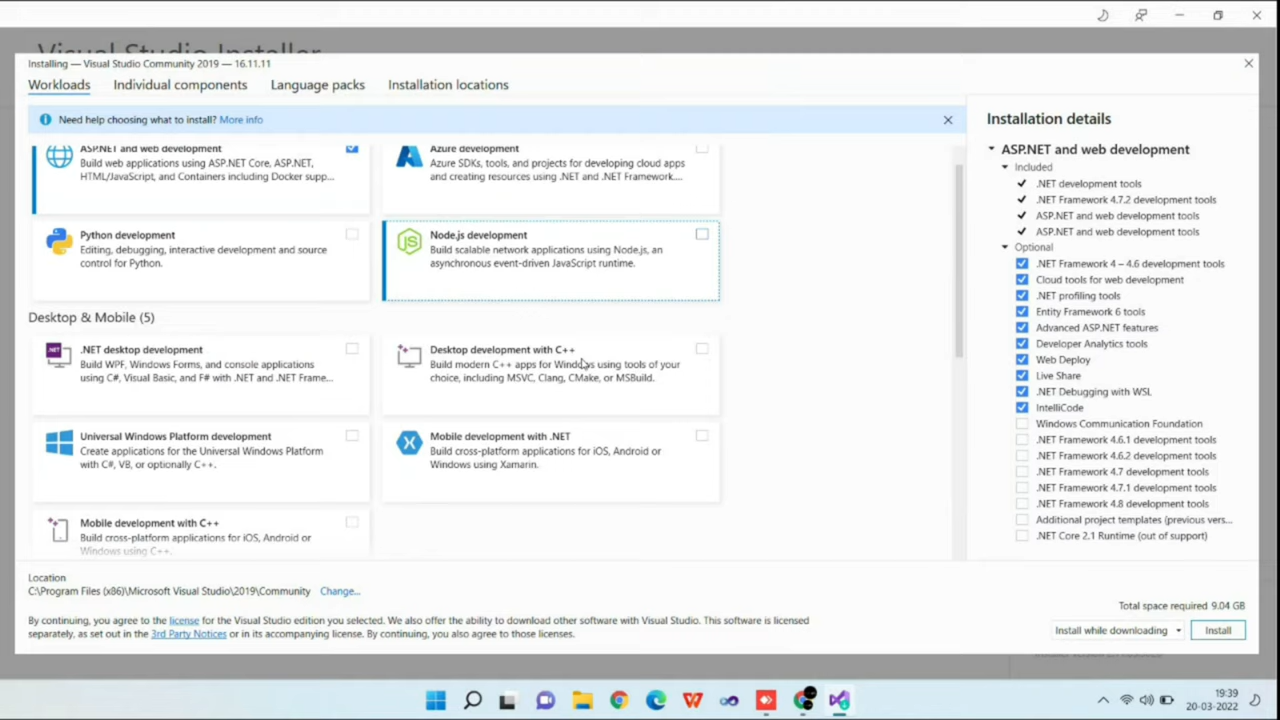 Visual Studio Installer
Installing — Visual Studio Community 2019 — 16.11.11
Workloads
Individual components
Language packs
Installation locations
Need help choosing what to install? More info
ASP.NET and web development
Build web applications using ASP.NET Core, ASP.NET,
HTML/JavaScript, and Containers including Docker supp...
Azure development
Azure SDKs, tools, and projects for developing cloud apps
and creating resources using .NET and .NET Framework....
Python development
Editing, debugging, interactive development and source
control for Python.
Node.js development
Build scalable network applications using Node.js, an
asynchronous event-driven JavaScript runtime.
Desktop & Mobile (5)
.NET desktop development
Build WPF, Windows Forms, and console applications
using C#, Visual Basic, and F# with .NET and .NET Frame...
Desktop development with C++
Build modern C++ apps for Windows using tools of your
choice, including MSVC, Clang, CMake, or MSBuild.
Universal Windows Platform development
Create applications for the Universal Windows Platform
with C#, VB, or optionally C++.
Mobile development with .NET
Build cross-platform applications for iOS, Android or
Windows using Xamarin.
Mobile development with C++
Build cross-platform applications for iOS, Android or
Windows using C++.
Installation details
ASP.NET and web development
Included
.NET development tools
.NET Framework 4.7.2 development tools
ASP.NET and web development tools
ASP.NET and web development tools
Optional
.NET Framework 4 – 4.6 development tools
Cloud tools for web development
.NET profiling tools
Entity Framework 6 tools
Advanced ASP.NET features
Developer Analytics tools
Web Deploy
Live Share
.NET Debugging with WSL
IntelliCode
Windows Communication Foundation
.NET Framework 4.6.1 development tools
.NET Framework 4.6.2 development tools
.NET Framework 4.7 development tools
.NET Framework 4.7.1 development tools
.NET Framework 4.8 development tools
Additional project templates (previous vers...
.NET Core 2.1 Runtime (out of support)
Location
C:\Program Files (x86)\Microsoft Visual Studio\2019\Community Change...
By continuing, you agree to the license for the Visual Studio edition you selected. We also offer the ability to download other software with Visual Studio. This software is licensed
separately, as set out in the 3rd Party Notices or in its accompanying license. By continuing, you also agree to those licenses.
Total space required 9.04 GB
Install while downloading
Install
19:39
20-03-2022